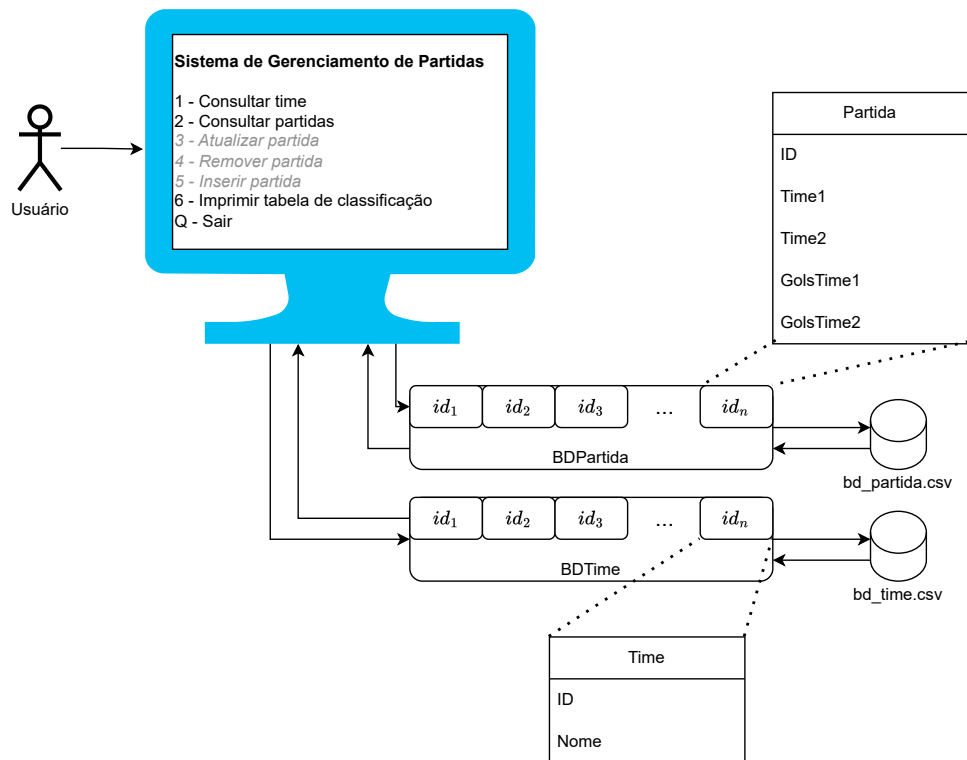 Sistema de Gerenciamento de Partidas
1 - Consultar time
2 - Consultar partidas
3 - Atualizar partida
4 - Remover partida
5 - Inserir partida
6 - Imprimir tabela de classificação
Q - Sair
Usuário
Partida
ID
Time1
Time2
GolsTime1
GolsTime2
id₁ id₂ id₃ ... idₙ
BDPartida
bd_partida.csv
id₁ id₂ id₃ ... idₙ
BDTime
bd_time.csv
Time
ID
Nome